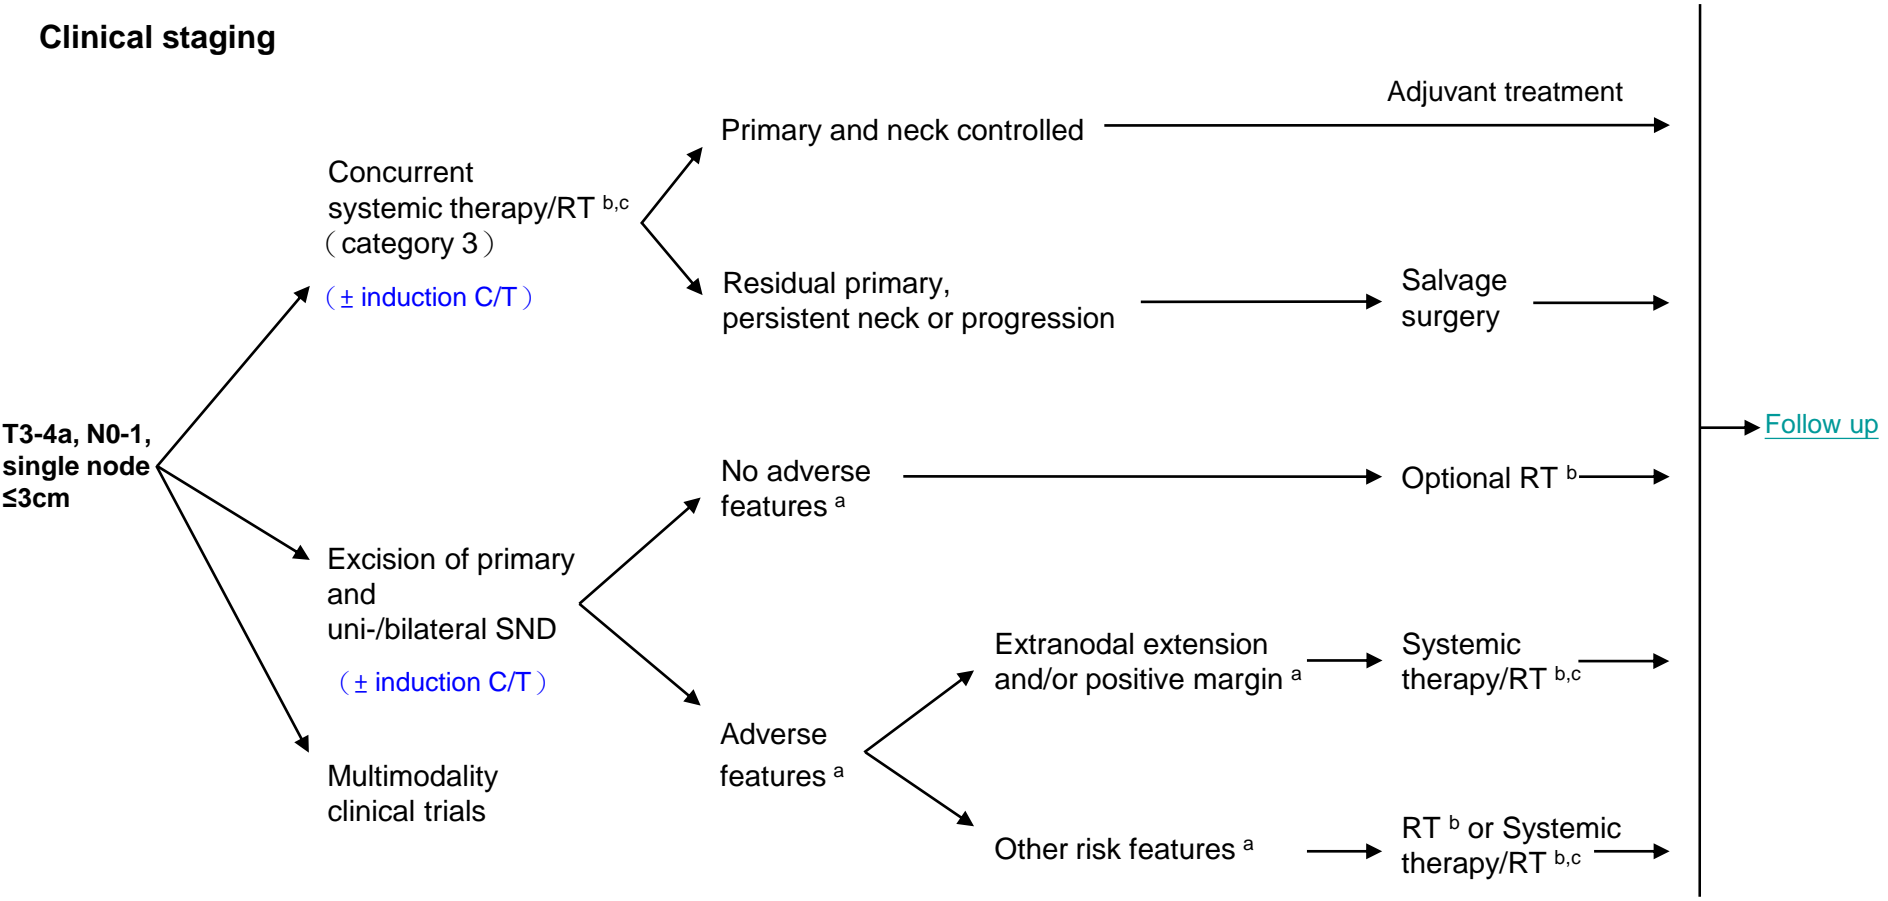 Clinical staging
Adjuvant treatment
Primary and neck controlled
Concurrent
systemic therapy/RT b,c
（category 3）
（± induction C/T）
Residual primary,
persistent neck or progression
Salvage
surgery
T3-4a, N0-1,
single node
≤3cm
Follow up
No adverse
features a
Optional RT b
Excision of primary
and
uni-/bilateral SND
（± induction C/T）
Extranodal extension
and/or positive margin a
Systemic
therapy/RT b,c
Adverse
features a
Multimodality
clinical trials
Other risk features a
RT b or Systemic
therapy/RT b,c